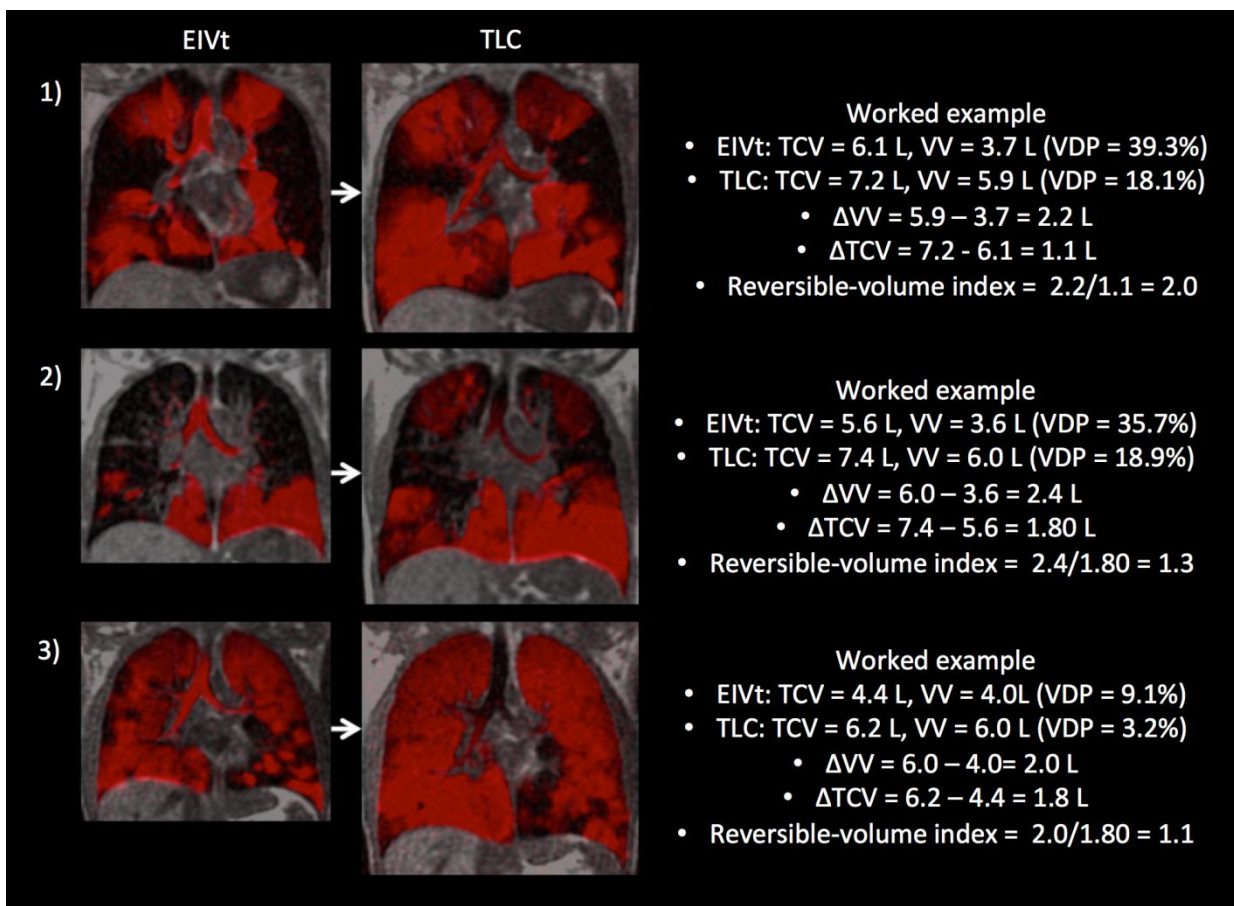 EIVt
TLC
1)
Worked example
• EIVt: TCV = 6.1 L, VV = 3.7 L (VDP = 39.3%)
• TLC: TCV = 7.2 L, VV = 5.9 L (VDP = 18.1%)
• ΔVV = 5.9 – 3.7 = 2.2 L
• ΔTCV = 7.2 - 6.1 = 1.1 L
• Reversible-volume index = 2.2/1.1 = 2.0
2)
Worked example
• EIVt: TCV = 5.6 L, VV = 3.6 L (VDP = 35.7%)
• TLC: TCV = 7.4 L, VV = 6.0 L (VDP = 18.9%)
• ΔVV = 6.0 – 3.6 = 2.4 L
• ΔTCV = 7.4 – 5.6 = 1.80 L
• Reversible-volume index = 2.4/1.80 = 1.3
3)
Worked example
• EIVt: TCV = 4.4 L, VV = 4.0L (VDP = 9.1%)
• TLC: TCV = 6.2 L, VV = 6.0 L (VDP = 3.2%)
• ΔVV = 6.0 – 4.0= 2.0 L
• ΔTCV = 6.2 – 4.4 = 1.8 L
• Reversible-volume index = 2.0/1.80 = 1.1